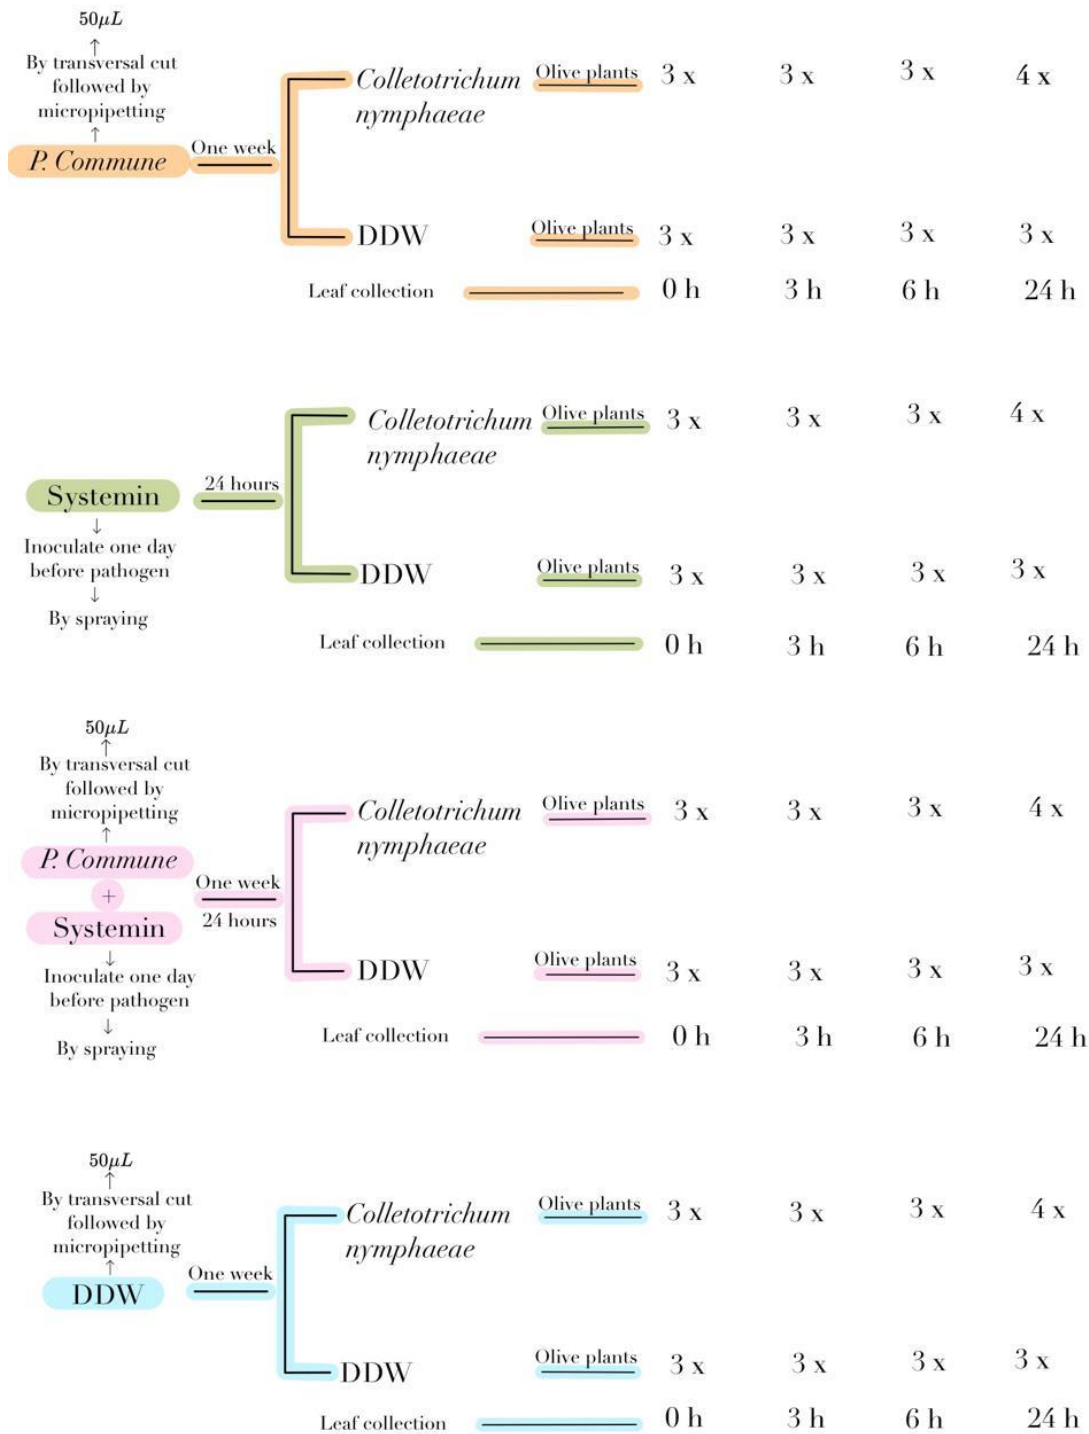 50μL
↑
By transversal cut
followed by
micropipetting
↑
P. Commune
One week
Colletotrichum
nymphaeae
Olive plants
3 x 3 x 3 x 4 x
DDW
Olive plants
3 x 3 x 3 x 3 x
Leaf collection
0 h 3 h 6 h 24 h
Systemin
↓
Inoculate one day
before pathogen
↓
By spraying
24 hours
Colletotrichum
nymphaeae
Olive plants
3 x 3 x 3 x 4 x
DDW
Olive plants
3 x 3 x 3 x 3 x
Leaf collection
0 h 3 h 6 h 24 h
50μL
↑
By transversal cut
followed by
micropipetting
↑
P. Commune
+
Systemin
↓
Inoculate one day
before pathogen
↓
By spraying
One week
24 hours
Colletotrichum
nymphaeae
Olive plants
3 x 3 x 3 x 4 x
DDW
Olive plants
3 x 3 x 3 x 3 x
Leaf collection
0 h 3 h 6 h 24 h
50μL
↑
By transversal cut
followed by
micropipetting
↑
DDW
One week
Colletotrichum
nymphaeae
Olive plants
3 x 3 x 3 x 4 x
DDW
Olive plants
3 x 3 x 3 x 3 x
Leaf collection
0 h 3 h 6 h 24 h